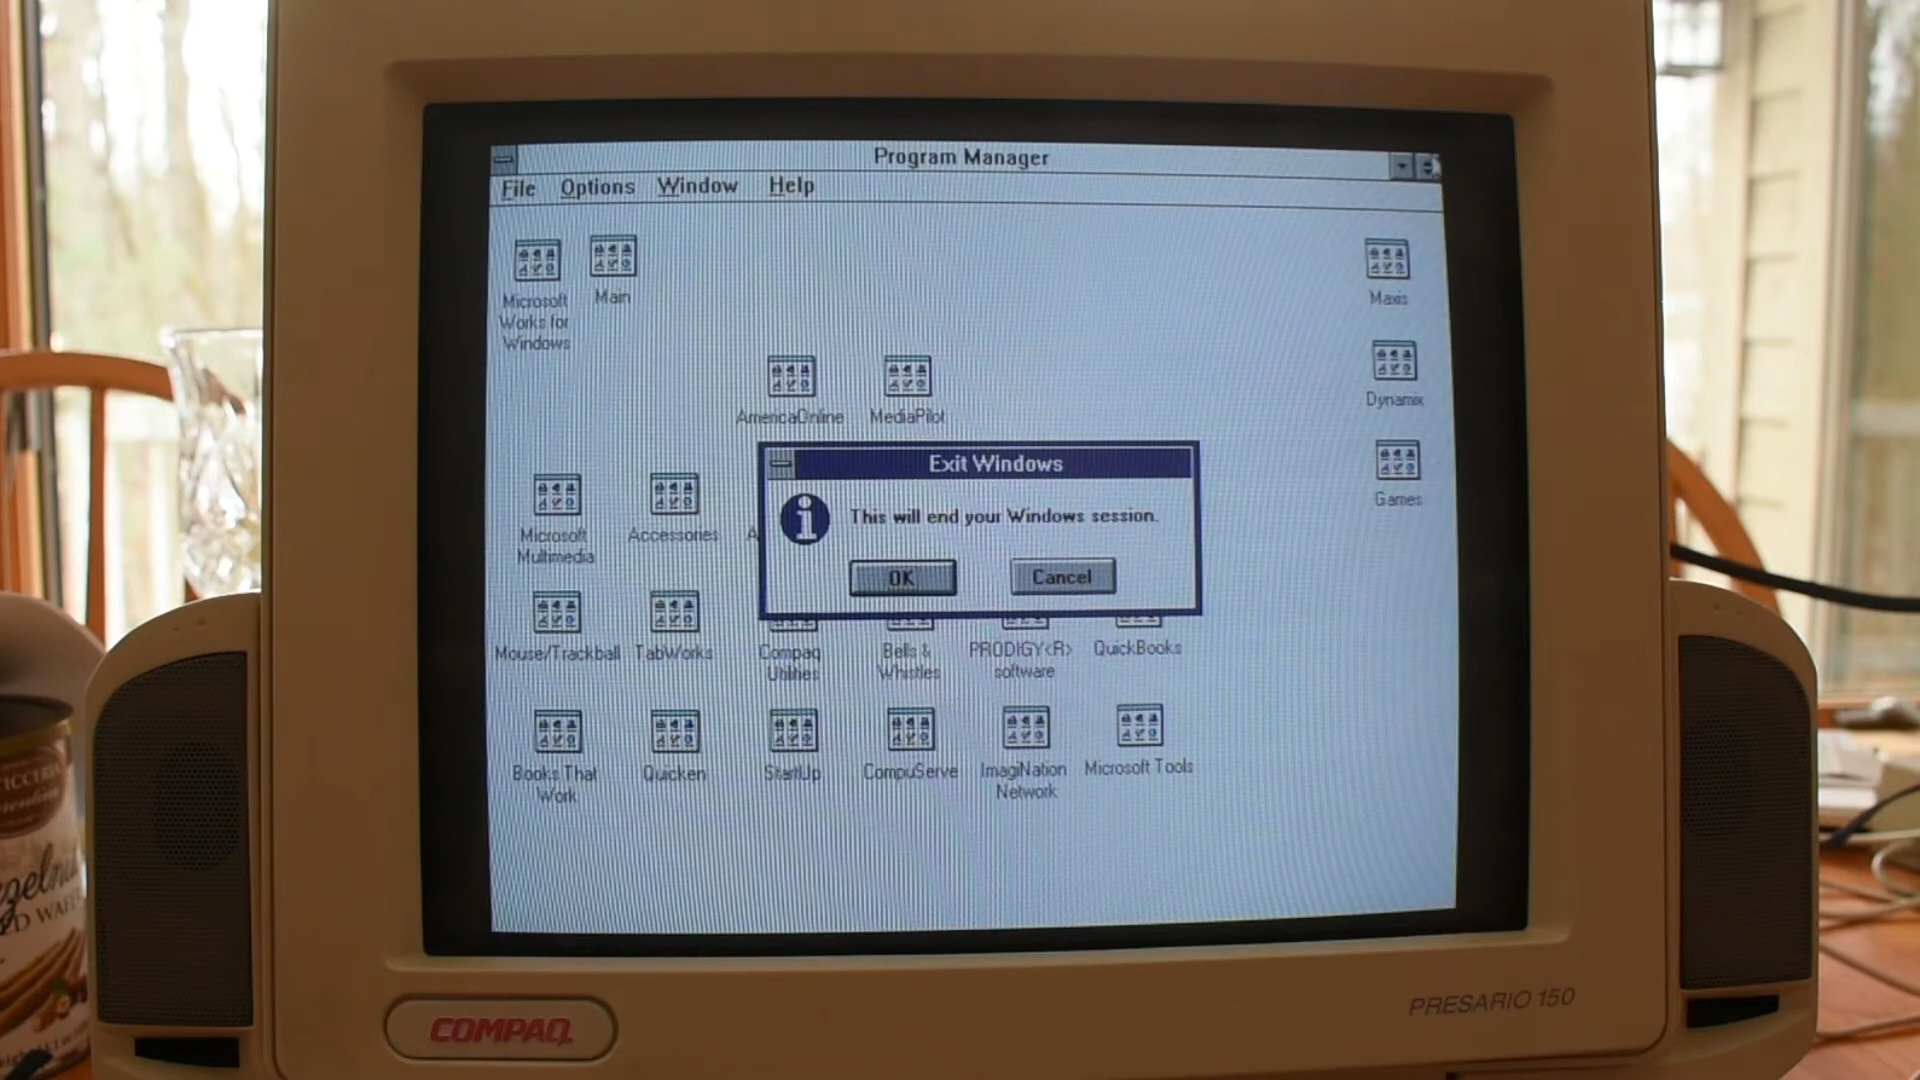 Program Manager
File Options Window Help
Microsoft
Works for
Windows
Main
Maxis
AmericaOnline
MediaPilot
Dynamix
Exit Windows
This will end your Windows session.
OK
Cancel
Games
Microsoft
Multimedia
Accessories
A
Mouse/Trackball
TabWorks
Compaq
Utilities
Bells &
Whistles
PRODIGY<R>
software
QuickBooks
Books That
Work
Quicken
StartUp
CompuServe
ImagiNation
Network
Microsoft Tools
COMPAQ
PRESARIO 150